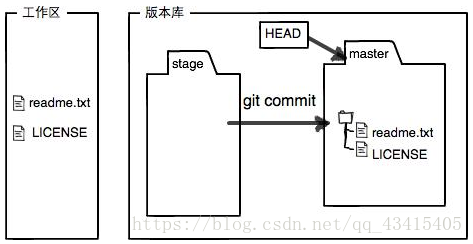 工作区
readme.txt
LICENSE
版本库
HEAD
stage
master
git commit
readme.txt
LICENSE
https://blog.csdn.net/qq_43415405